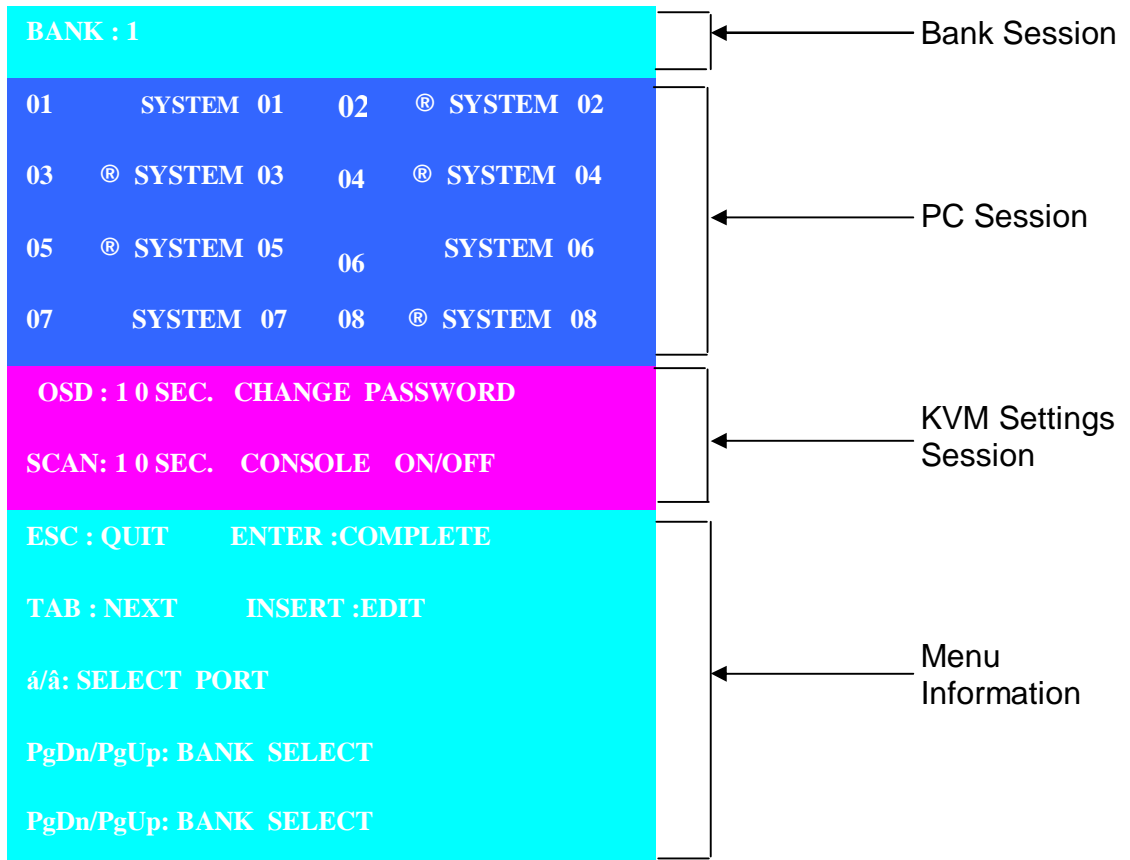 BANK : 1
Bank Session
01 SYSTEM 01 02 ® SYSTEM 02
03 ® SYSTEM 03 04 ® SYSTEM 04
PC Session
05 ® SYSTEM 05 06 SYSTEM 06
07 SYSTEM 07 08 ® SYSTEM 08
OSD : 1 0 SEC. CHANGE PASSWORD
SCAN: 1 0 SEC. CONSOLE ON/OFF
KVM Settings
Session
ESC : QUIT ENTER :COMPLETE
TAB : NEXT INSERT :EDIT
á/â: SELECT PORT
PgDn/PgUp: BANK SELECT
PgDn/PgUp: BANK SELECT
Menu
Information